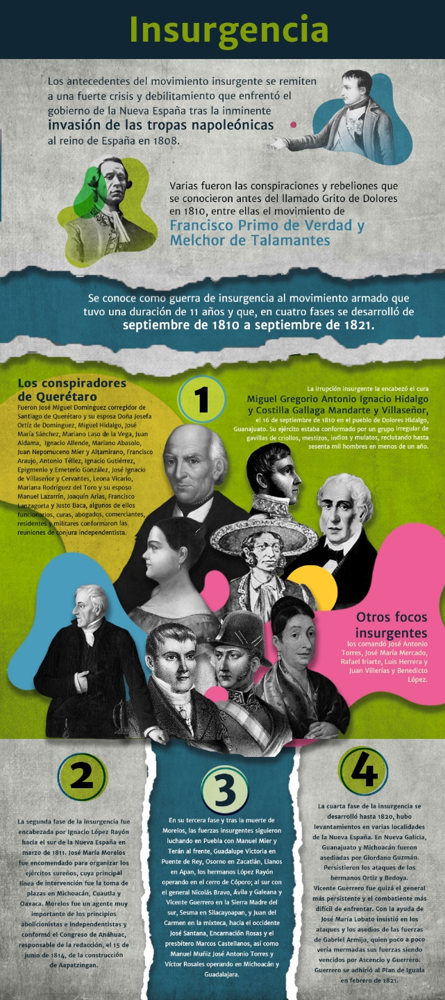 Insurgencia
Los antecedentes del movimiento insurgente se remiten
a una fuerte crisis y debilitamiento que enfrentó el
gobierno de la Nueva España tras la inminente
invasión de las tropas napoleónicas
al reino de España en 1808.
Varias fueron las conspiraciones y rebeliones que
se conocieron antes del llamado Grito de Dolores
en 1810, entre ellas el movimiento de
Francisco Primo de Verdad y
Melchor de Talamantes
Se conoce como guerra de insurgencia al movimiento armado que
tuvo una duración de 11 años y que, en cuatro fases se desarrolló de
septiembre de 1810 a septiembre de 1821.
Los conspiradores
de Querétaro
Fueron José Miguel Dominguez corregidor de
Santiago de Querétaro y su esposa Doña Josefa
Ortíz de Domínguez, Miguel Hidalgo, José
María Sánchez, Mariano Laso de la Vega, Juan
Aldama, Ignacio Allende, Mariano Abasolo,
Juan Nepomuceno Mier y Altamirano, Francisco
Araujo, Antonio Téllez, Ignacio Gutiérrez,
Epigmenio y Emeterio González, José Ignacio
de Villaseñor y Cervantes, Leona Vicario,
Mariana Rodríguez del Toro y su esposo
Manuel Lazarrín, Joaquín Arias, Francisco
Lanzagorta y Justo Baca, algunos de ellos
funcionarios, curas, abogados, comerciantes,
residentes y militares conformaron las
reuniones de conjura independentista.
1
La irrupción insurgente la encabezó el cura
Miguel Gregorio Antonio Ignacio Hidalgo
y Costilla Gallaga Mandarte y Villaseñor,
el 16 de septiembre de 1810 en el pueblo de Dolores Hidalgo,
Guanajuato. Su ejército estaba conformado por un grupo irregular de
gavillas de criollos, mestizos, indios y mulatos, reclutando hasta
sesenta mil hombres en menos de un año.
Otros focos
insurgentes
los comandó José Antonio
Torres, José María Mercado,
Rafael Iriarte, Luis Herrera y
Juan Villerías y Benedicto
López.
2
La segunda fase de la insurgencia fue
encabezada por Ignacio López Rayón
hacia el sur de la Nueva España en
marzo de 1811. José María Morelos
fue encomendado para organizar los
ejércitos sureños, cuya principal
línea de intervención fue la toma de
plazas en Michoacán, Cuautla y
Oaxaca. Morelos fue un agente muy
importante de los principios
abolicionistas e independentistas y
conformó el Congreso de Anáhuac,
responsable de la redacción, el 15 de
junio de 1814, de la construcción
de Aapatzingan.
3
En su tercera fase y tras la muerte de
Morelos, las fuerzas insurgentes siguieron
luchando en Puebla con Manuel Mier y
Terán al frente, Guadalupe Victoria en
Puente de Rey, Osorno en Zacatlán, Llanos
en Apan, los hermanos López Rayón
operando en el cerro de Cóporo; al sur con
el general Nicolás Bravo, Ávila y Galeana y
Vicente Guerrero en la Sierra Madre del
sur, Sesma en Silacayoapan, y Juan del
Carmen en la mixteca, hacia el occidente
José Santana, Encarnación Rosas y el
presbítero Marcos Castellanos, así como
Manuel Muñiz José Antonio Torres y
Víctor Rosales operando en Michoacán y
Guadalajara.
4
La cuarta fase de la insurgencia se
desarrolló hasta 1820, hubo
levantamientos en varias localidades
de la Nueva España. En Nueva Galicia,
Guanajuato y Michoacán fueron
asediadas por Giordano Guzmán.
Persistieron los ataques de los
hermanos Ortiz y Bedoya.
Vicente Guerrero fue quizá el general
más persistente y el combatiente más
difícil de enfrentar. Con la ayuda de
José María Lobato insistió en los
ataques y los asedios de las fuerzas
de Gabriel Armijo, quien poco a poco
vería mermadas sus fuerzas siendo
vencidos por Ascencio y Guerrero.
Guerrero se adhirió al Plan de Iguala
en febrero de 1821.